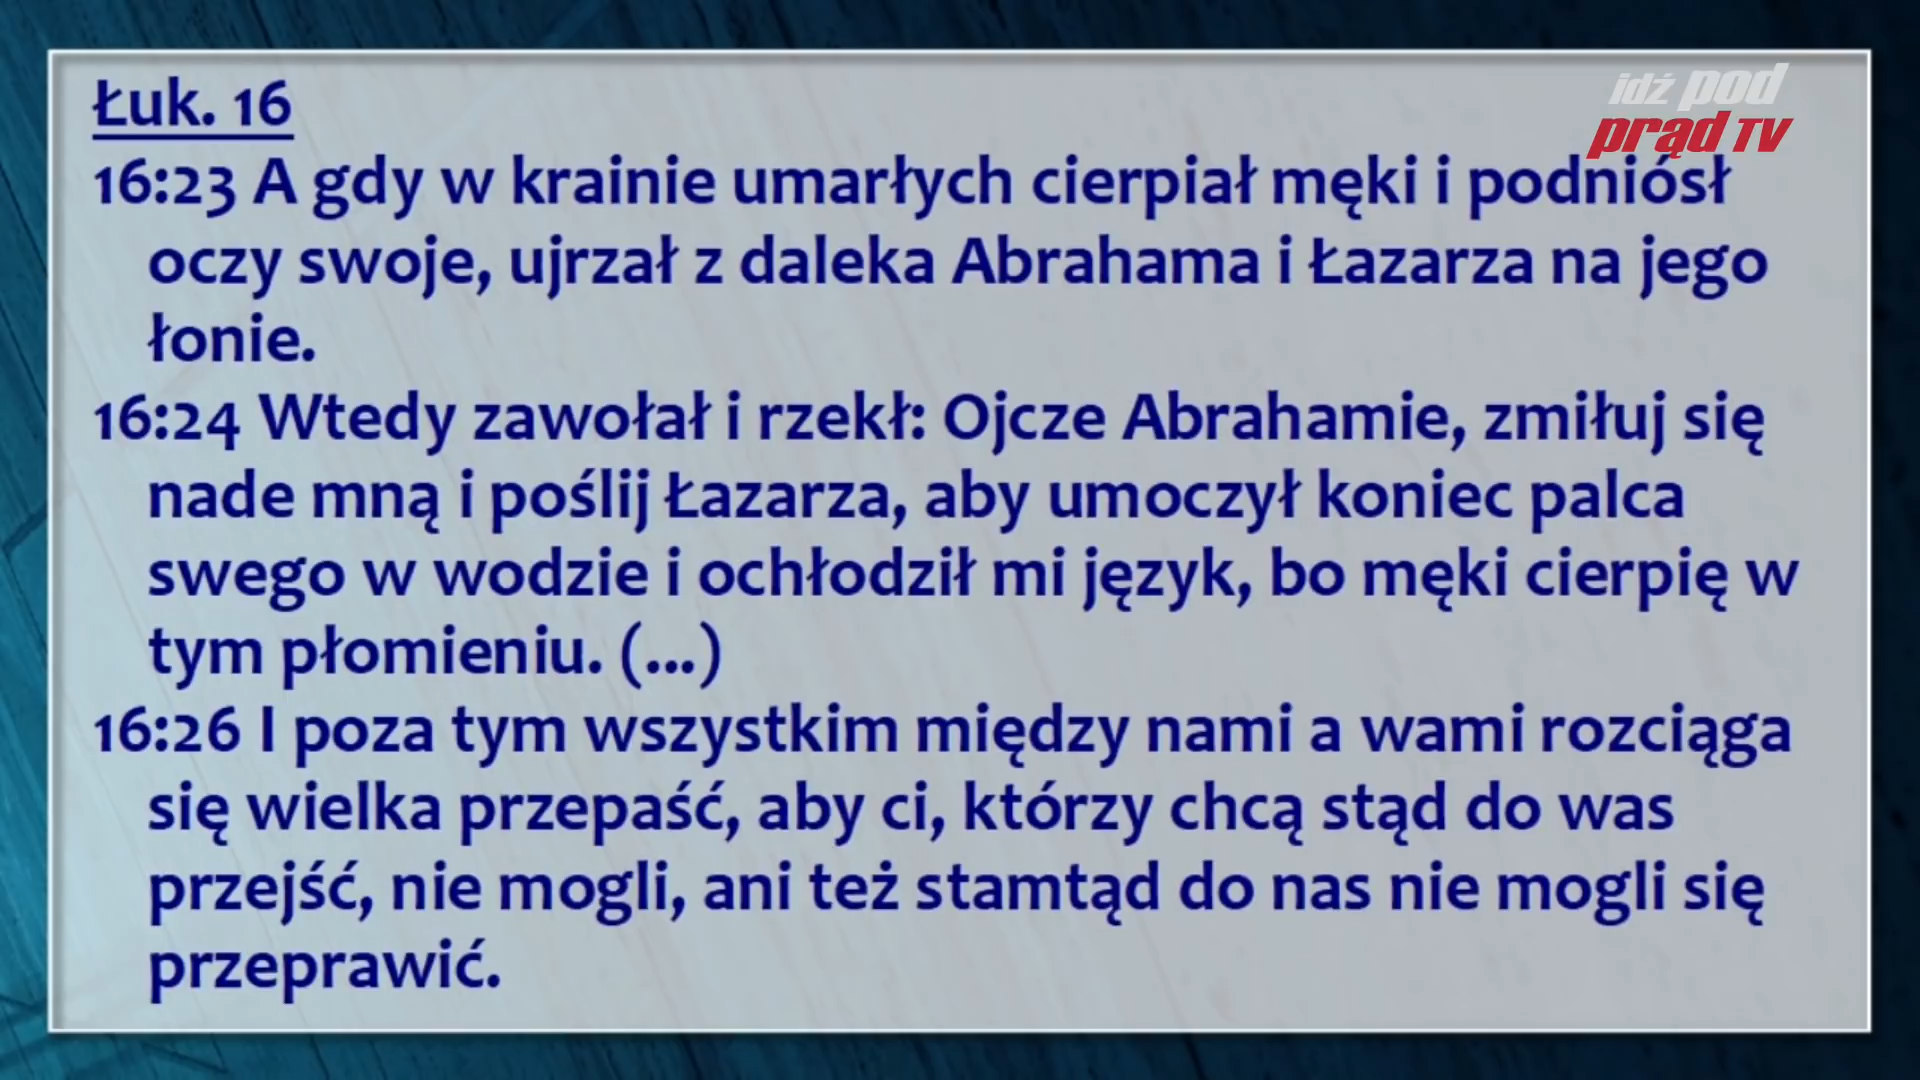 Łuk. 16
idź pod
prąd TV
16:23 A gdy w krainie umarłych cierpiał męki i podniósł
oczy swoje, ujrzał z daleka Abrahama i Łazarza na jego
łonie.
16:24 Wtedy zawołał i rzekł: Ojcze Abrahamie, zmiłuj się
nade mną i poślij Łazarza, aby umoczył koniec palca
swego w wodzie i ochłodził mi język, bo męki cierpię w
tym płomieniu. (...)
16:26 I poza tym wszystkim między nami a wami rozciąga
się wielka przepaść, aby ci, którzy chcą stąd do was
przejść, nie mogli, ani też stamtąd do nas nie mogli się
przeprawić.